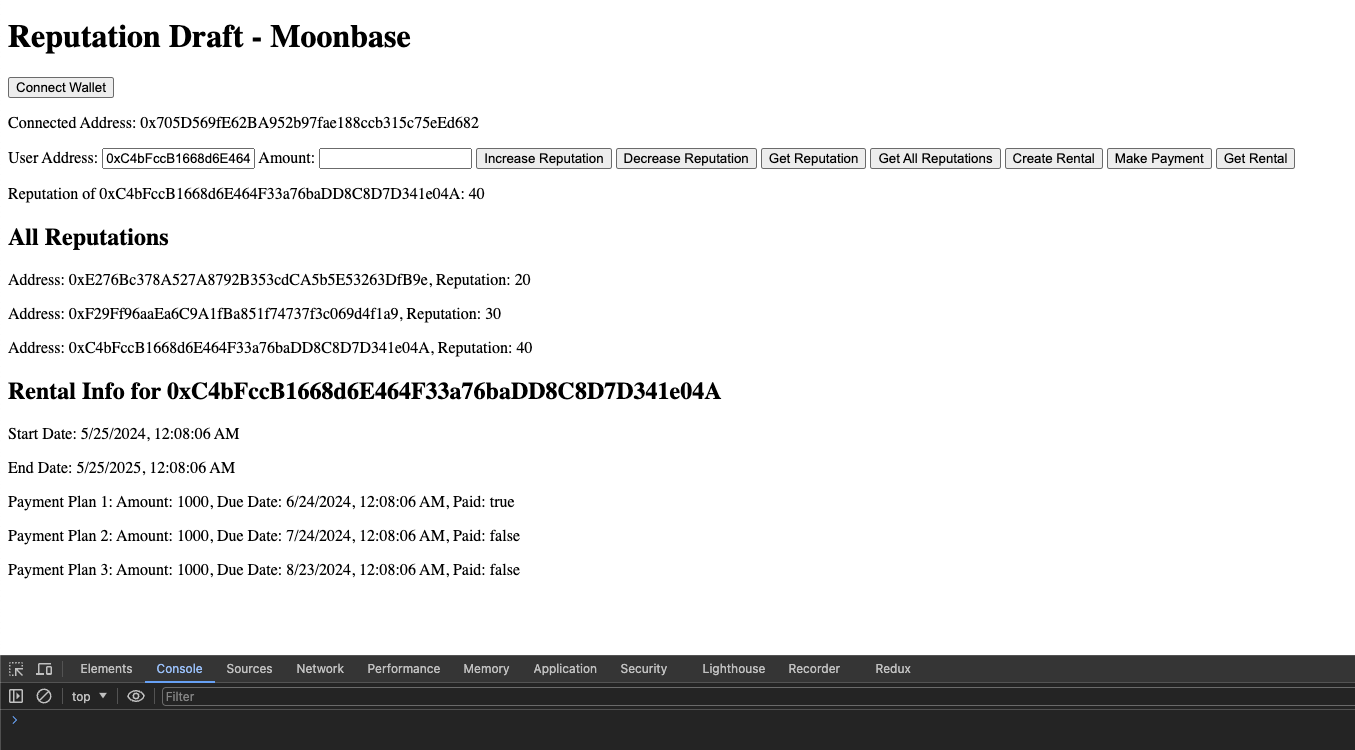 Reputation Draft - Moonbase
Connect Wallet
Connected Address: 0x705D569fE62BA952b97fae188ccb315c75eEd682
User Address: 0xC4bFccB1668d6E464 Amount: Increase Reputation Decrease Reputation Get Reputation Get All Reputations Create Rental Make Payment Get Rental
Reputation of 0xC4bFccB1668d6E464F33a76baDD8C8D7D341e04A: 40
All Reputations
Address: 0xE276Bc378A527A8792B353cdCA5b5E53263DfB9e, Reputation: 20
Address: 0xF29Ff96aaEa6C9A1fBa851f74737f3c069d4f1a9, Reputation: 30
Address: 0xC4bFccB1668d6E464F33a76baDD8C8D7D341e04A, Reputation: 40
Rental Info for 0xC4bFccB1668d6E464F33a76baDD8C8D7D341e04A
Start Date: 5/25/2024, 12:08:06 AM
End Date: 5/25/2025, 12:08:06 AM
Payment Plan 1: Amount: 1000, Due Date: 6/24/2024, 12:08:06 AM, Paid: true
Payment Plan 2: Amount: 1000, Due Date: 7/24/2024, 12:08:06 AM, Paid: false
Payment Plan 3: Amount: 1000, Due Date: 8/23/2024, 12:08:06 AM, Paid: false
Elements Console Sources Network Performance Memory Application Security Lighthouse Recorder Redux
top Filter